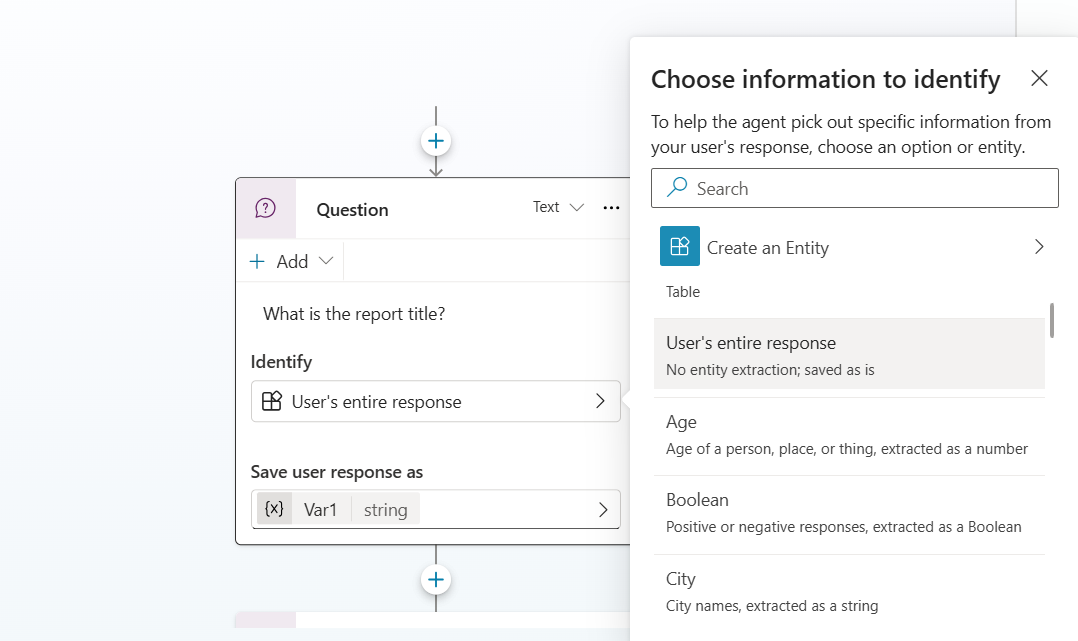 Question
Text
Add
What is the report title?
Identify
User's entire response
Save user response as
{x} Var1 string
Choose information to identify
To help the agent pick out specific information from
your user's response, choose an option or entity.
Search
Create an Entity
Table
User's entire response
No entity extraction; saved as is
Age
Age of a person, place, or thing, extracted as a number
Boolean
Positive or negative responses, extracted as a Boolean
City
City names, extracted as a string